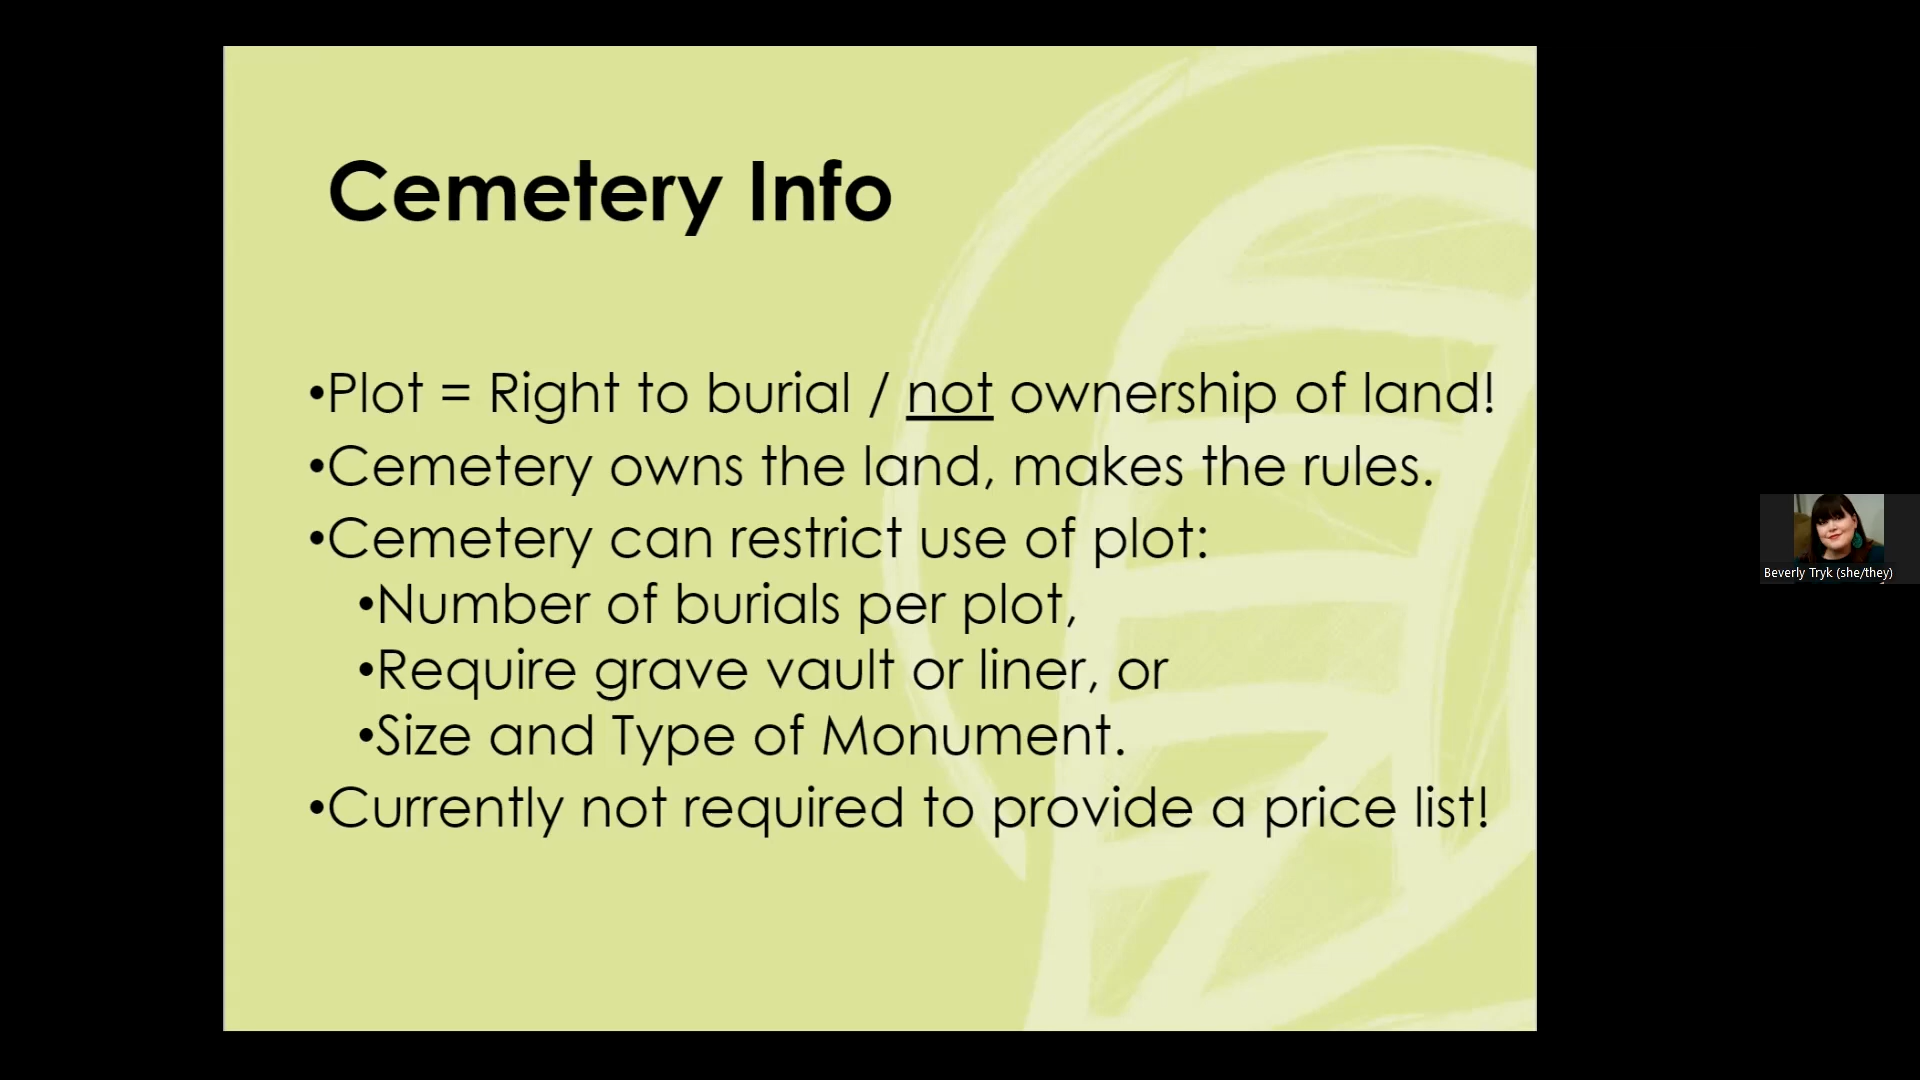 Cemetery Info
•Plot = Right to burial / not ownership of land!
•Cemetery owns the land, makes the rules.
•Cemetery can restrict use of plot:
•Number of burials per plot,
•Require grave vault or liner, or
•Size and Type of Monument.
•Currently not required to provide a price list!
Beverly Tryk (she/they)